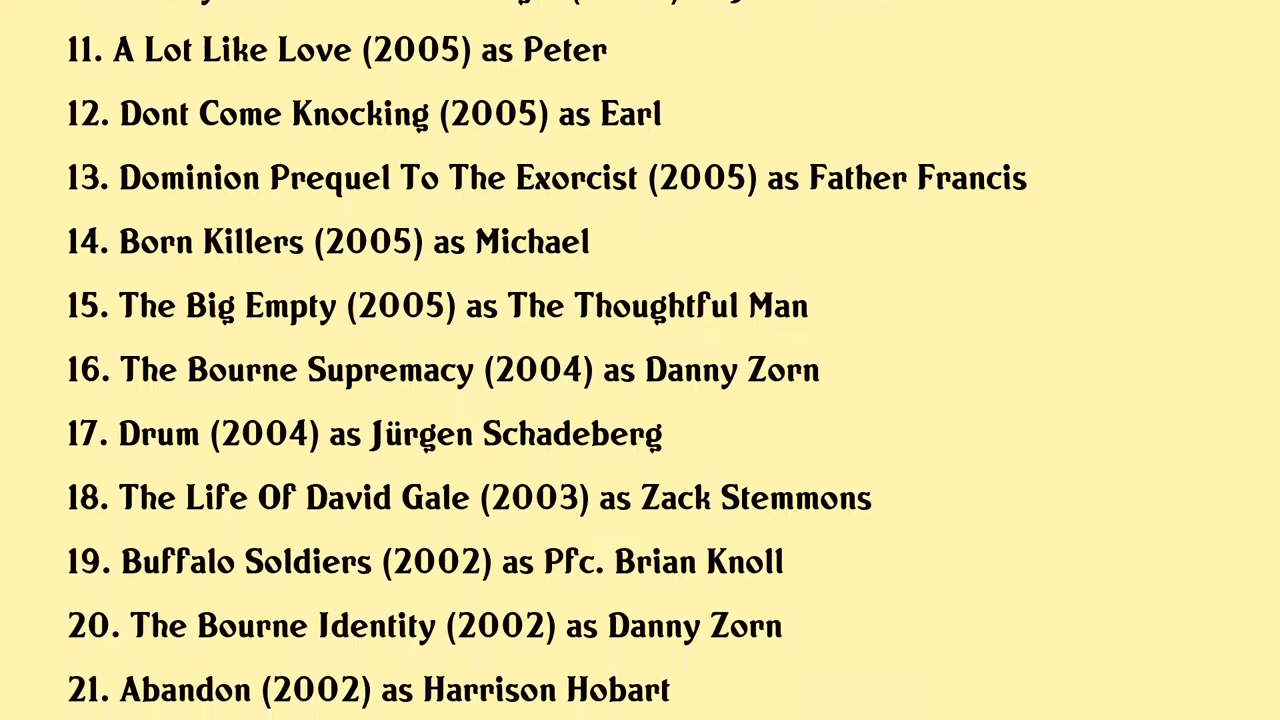 11. A Lot Like Love (2005) as Peter
12. Dont Come Knocking (2005) as Earl
13. Dominion Prequel To The Exorcist (2005) as Father Francis
14. Born Killers (2005) as Michael
15. The Big Empty (2005) as The Thoughtful Man
16. The Bourne Supremacy (2004) as Danny Zorn
17. Drum (2004) as Jürgen Schadeberg
18. The Life Of David Gale (2003) as Zack Stemmons
19. Buffalo Soldiers (2002) as Pfc. Brian Knoll
20. The Bourne Identity (2002) as Danny Zorn
21. Abandon (2002) as Harrison Hobart